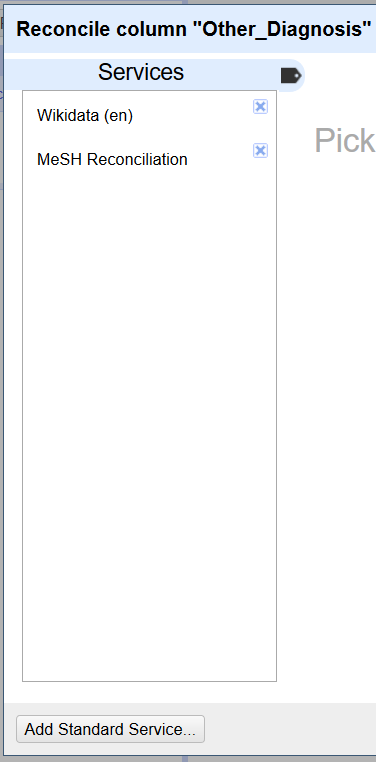 Reconcile column "Other_Diagnosis"
Services
Wikidata (en)
Pick
MeSH Reconciliation
Add Standard Service...